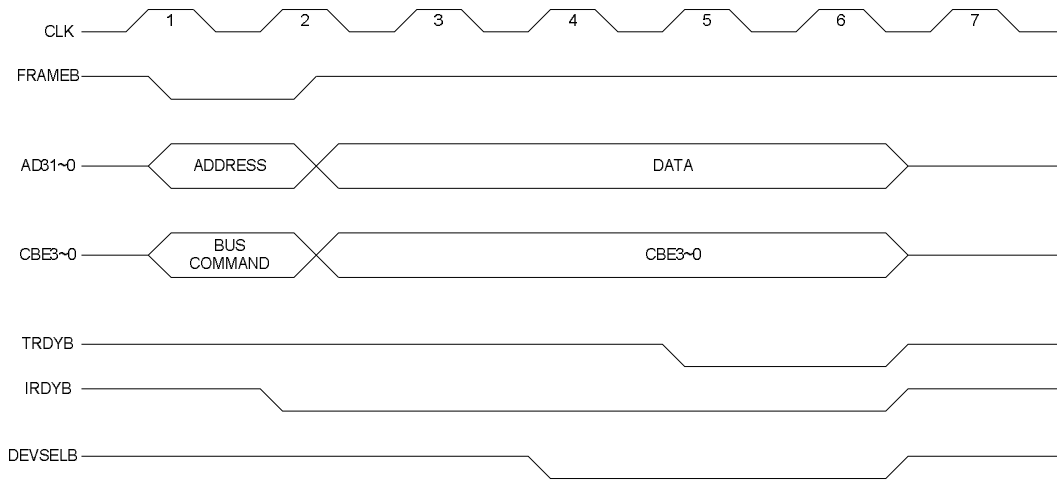 CLK 1 2 3 4 5 6 7
FRAMEB
AD31~0 ADDRESS DATA
CBE3~0 BUS COMMAND CBE3~0
TRDYB
IRDYB
DEVSELB